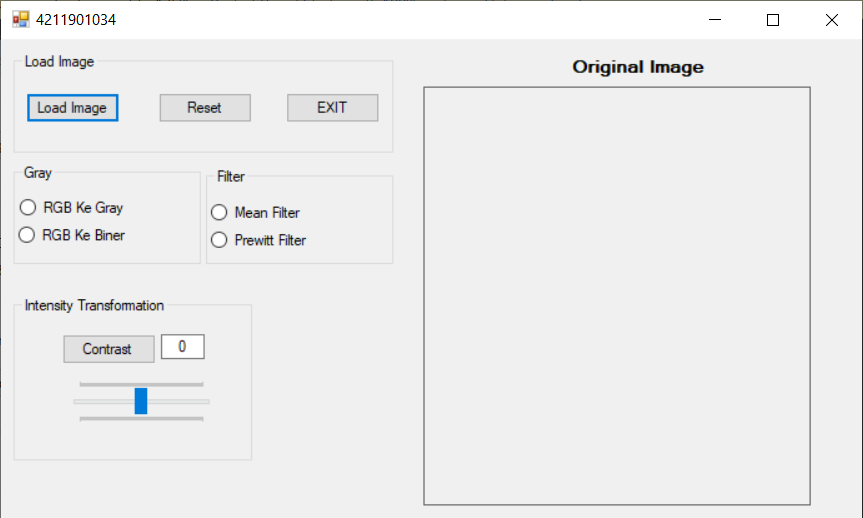 4211901034
Load Image
Load Image Reset EXIT
Original Image
Gray
RGB Ke Gray
RGB Ke Biner
Filter
Mean Filter
Prewitt Filter
Intensity Transformation
Contrast 0